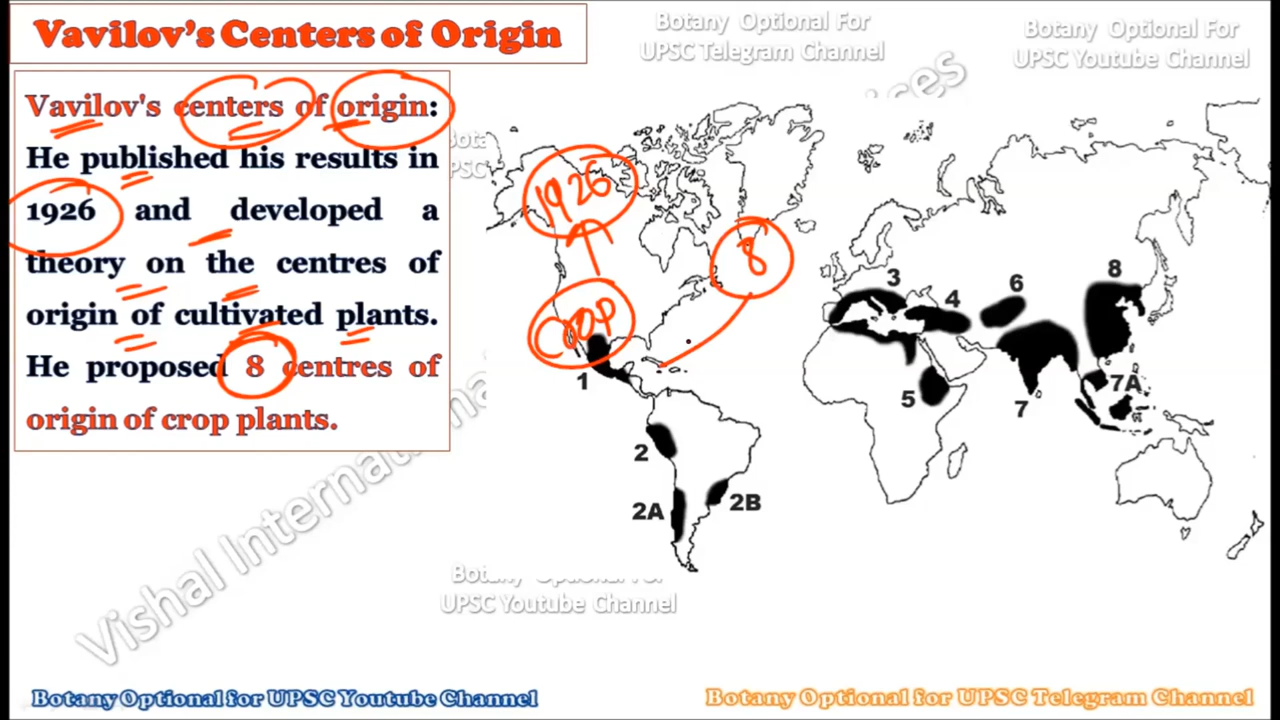 Vavilov's Centers of Origin
Botany Optional For
UPSC Telegram Channel
Botany Optional For
UPSC Youtube Channel
Vavilov's centers of origin:
He published his results in
1926 and developed a
theory on the centres of
origin of cultivated plants.
He proposed 8 centres of
origin of crop plants.
1926
8
Crop
3
4
6
8
1
5
7
7A
2
2A
2B
Vishal International
Botany Optional For
UPSC Youtube Channel
Botany Optional for UPSC Youtube Channel
Botany Optional for UPSC Telegram Channel